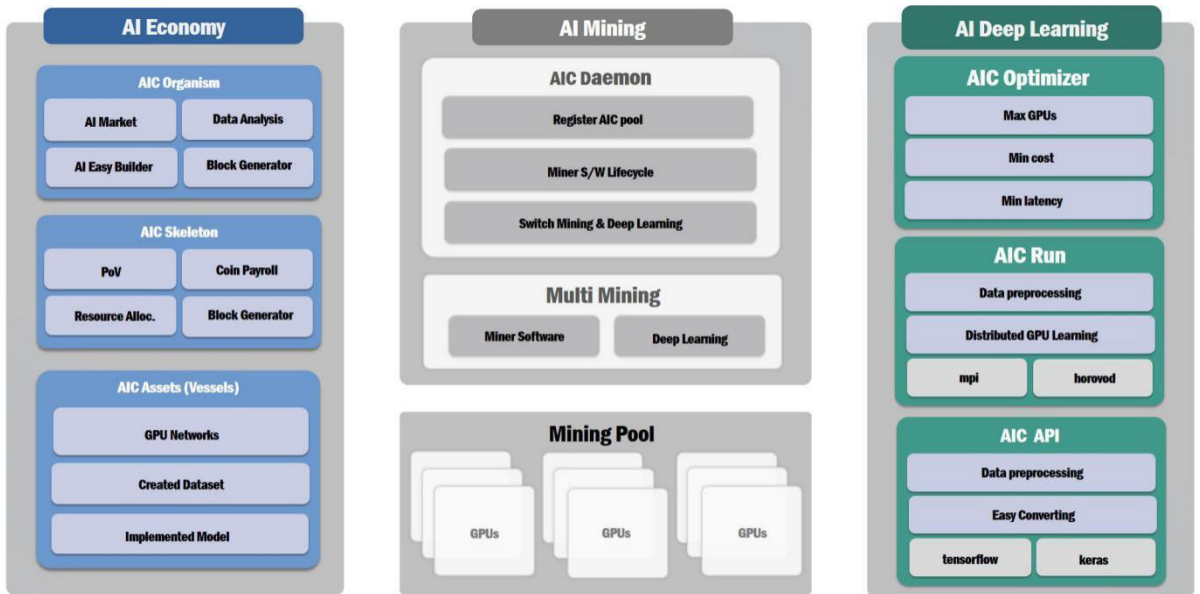 AI Economy
AIC Organism
AI Market
Data Analysis
AI Easy Builder
Block Generator
AIC Skeleton
PoV
Coin Payroll
Resource Alloc.
Block Generator
AIC Assets (Vessels)
GPU Networks
Created Dataset
Implemented Model
AI Mining
AIC Daemon
Register AIC pool
Miner S/W Lifecycle
Switch Mining & Deep Learning
Multi Mining
Miner Software
Deep Learning
Mining Pool
GPUs
GPUs
GPUs
AI Deep Learning
AIC Optimizer
Max GPUs
Min cost
Min latency
AIC Run
Data preprocessing
Distributed GPU Learning
mpi
horovod
AIC API
Data preprocessing
Easy Converting
tensorflow
keras